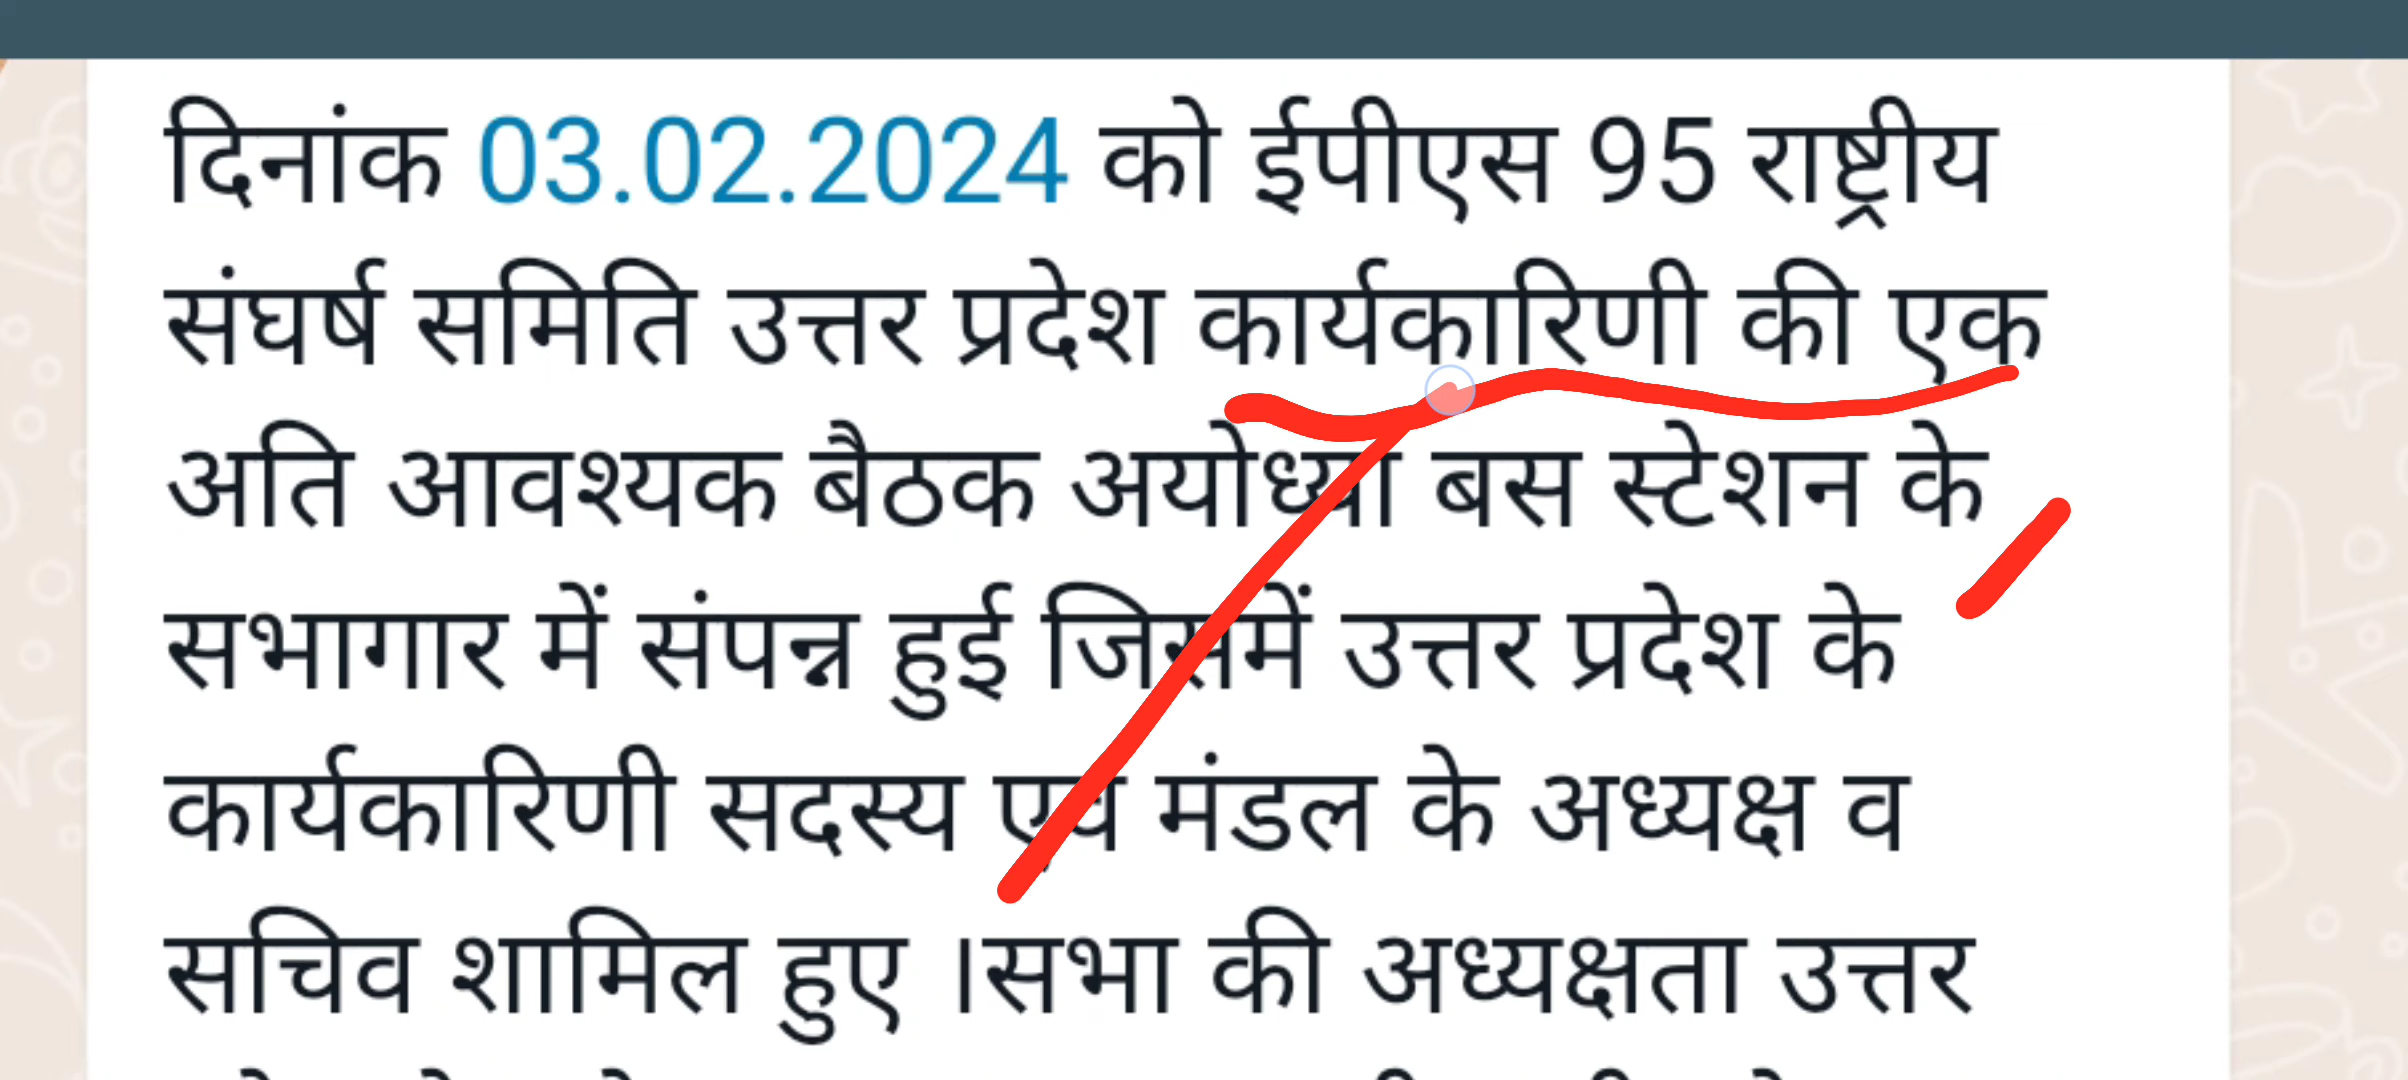 दिनांक 03.02.2024 को ईपीएस 95 राष्ट्रीय
संघर्ष समिति उत्तर प्रदेश कार्यकारिणी की एक
अति आवश्यक बैठक अयोध्या बस स्टेशन के
सभागार में संपन्न हुई जिसमें उत्तर प्रदेश के
कार्यकारिणी सदस्य एवं मंडल के अध्यक्ष व
सचिव शामिल हुए ।सभा की अध्यक्षता उत्तर